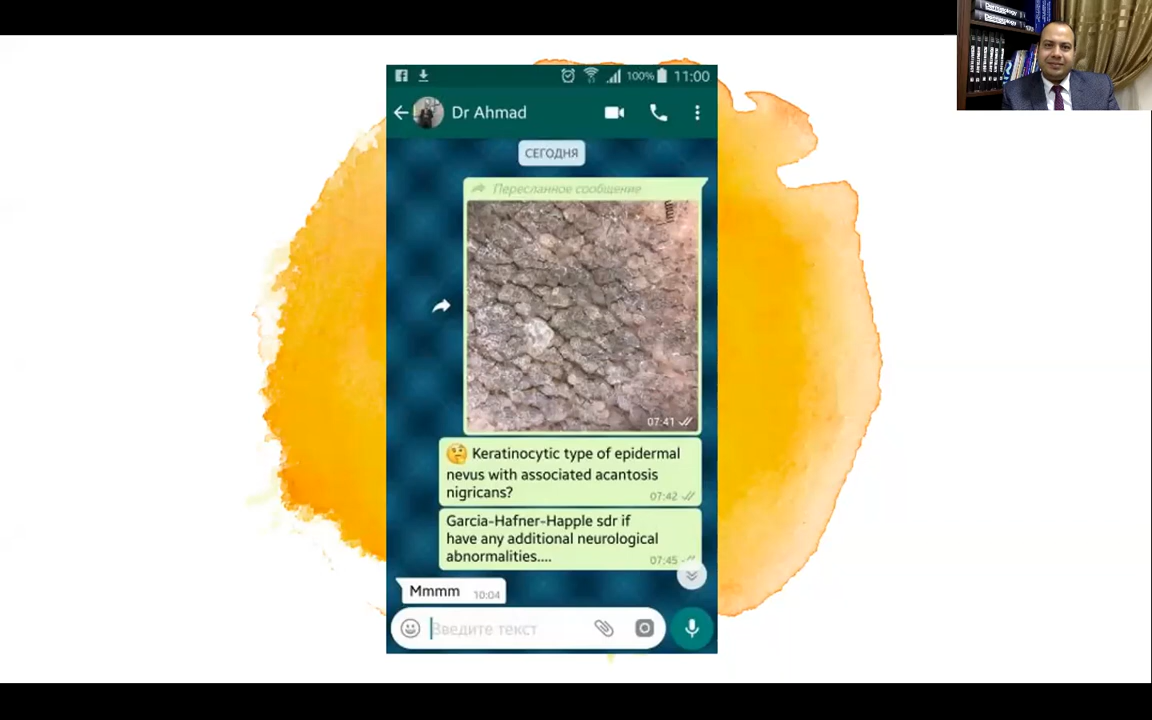 100% 11:00
Dr Ahmad
СЕГОДНЯ
Пересланное сообщение
07:41
Keratinocytic type of epidermal
nevus with associated acantosis
nigricans?
07:42
Garcia-Hafner-Happle sdr if
have any additional neurological
abnormalities....
07:45
Mmmm 10:04
Введите текст